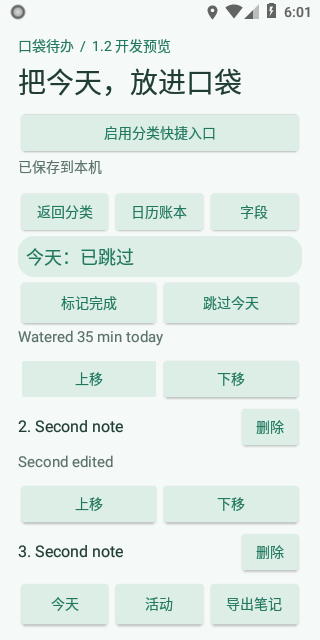 6:01
口袋待办 / 1.2 开发预览
把今天，放进口袋
启用分类快捷入口
已保存到本机
返回分类 日历账本 字段
今天：已跳过
标记完成 跳过今天
Watered 35 min today
上移 下移
2. Second note 删除
Second edited
上移 下移
3. Second note 删除
今天 活动 导出笔记